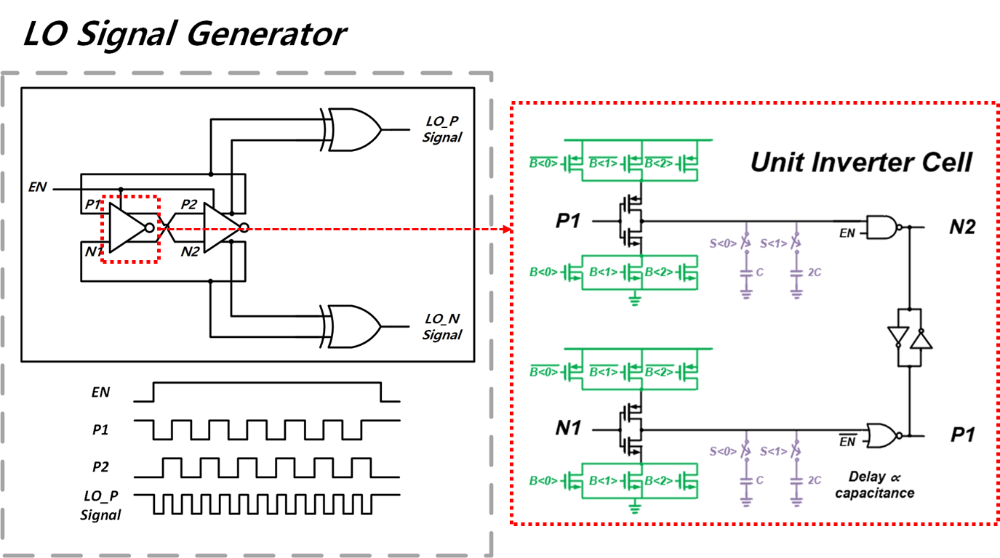 LO Signal Generator
LO_P
Signal
EN
P1
P2
N1
N2
LO_N
Signal
EN
P1
P2
LO_P
Signal
Unit Inverter Cell
B<0>
B<1>
B<2>
P1
EN
N2
S<0>
S<1>
B<0>
B<1>
B<2>
C
2C
B<0>
B<1>
B<2>
N1
EN
P1
S<0>
S<1>
B<0>
B<1>
B<2>
C
2C
Delay ∝
capacitance